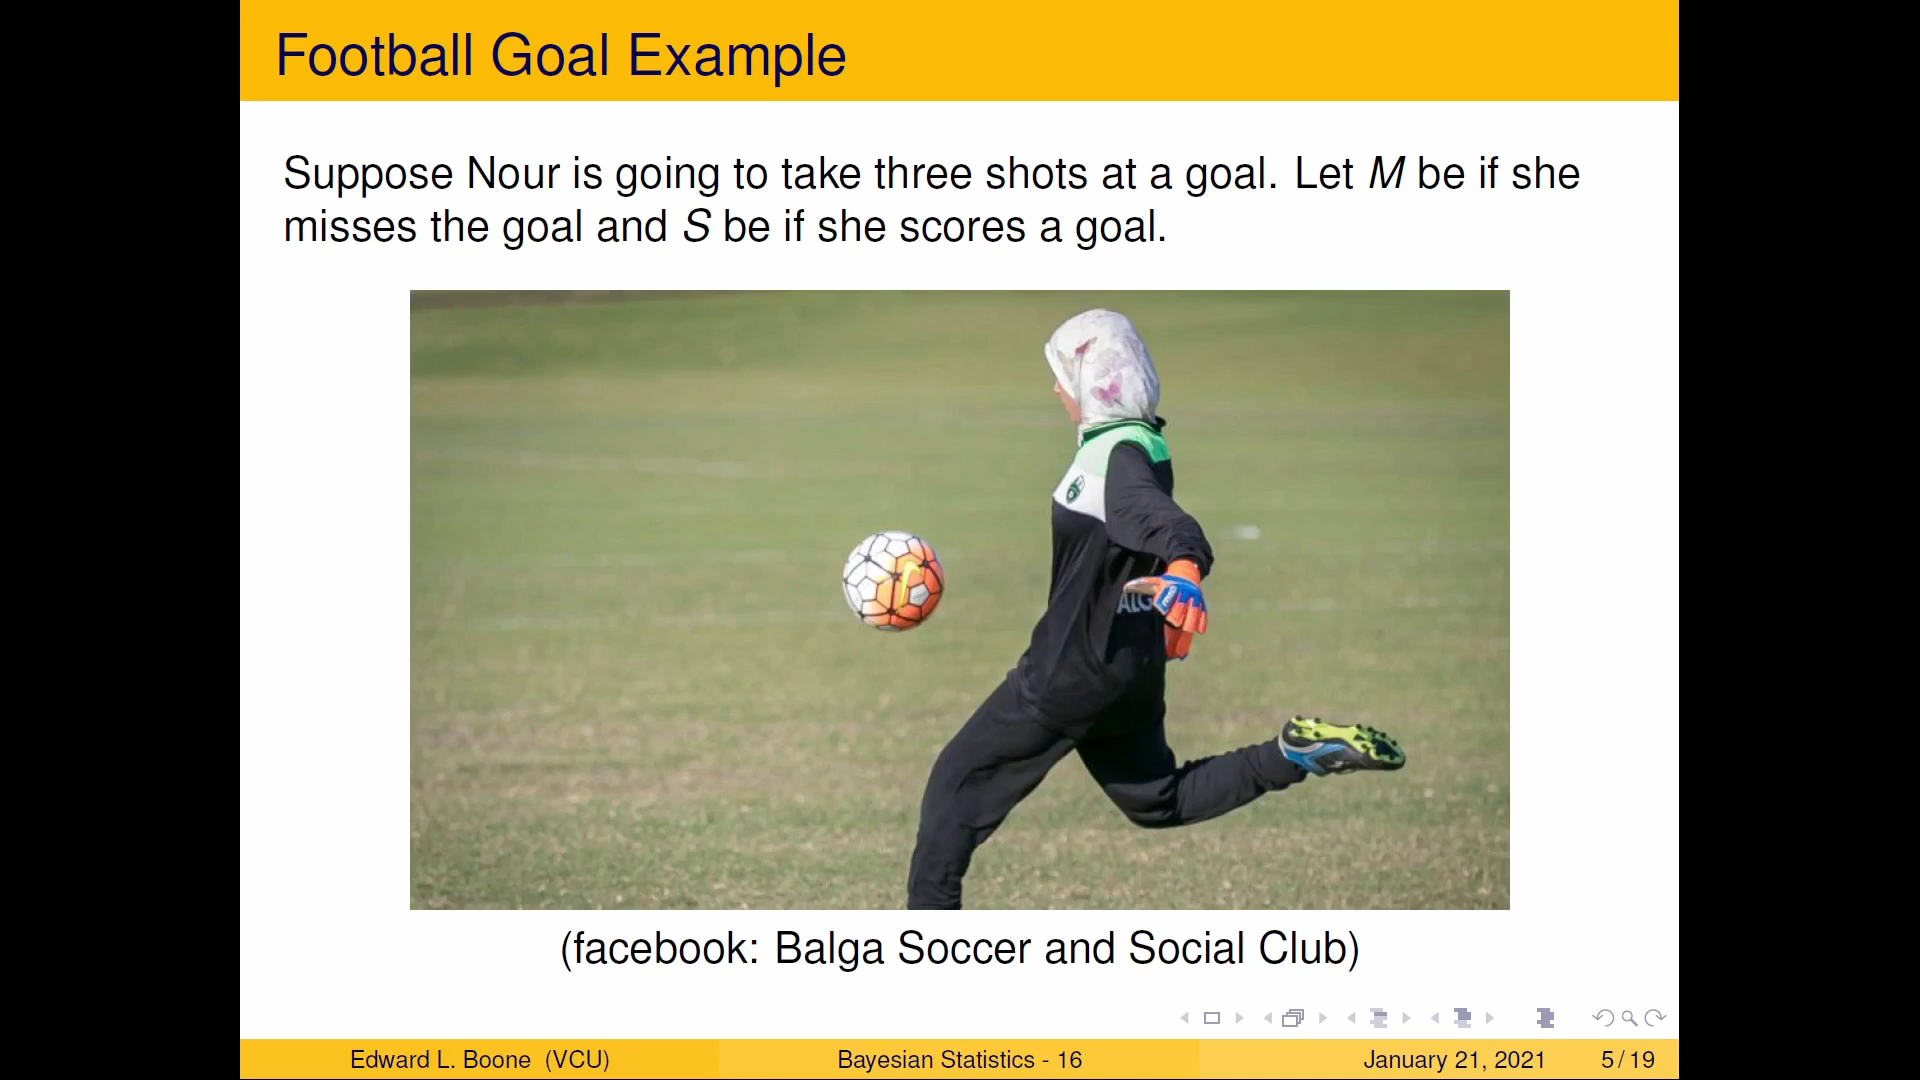 Football Goal Example
Suppose Nour is going to take three shots at a goal. Let M be if she
misses the goal and S be if she scores a goal.
ALG
(facebook: Balga Soccer and Social Club)
Edward L. Boone (VCU) Bayesian Statistics - 16 January 21, 2021 5 / 19